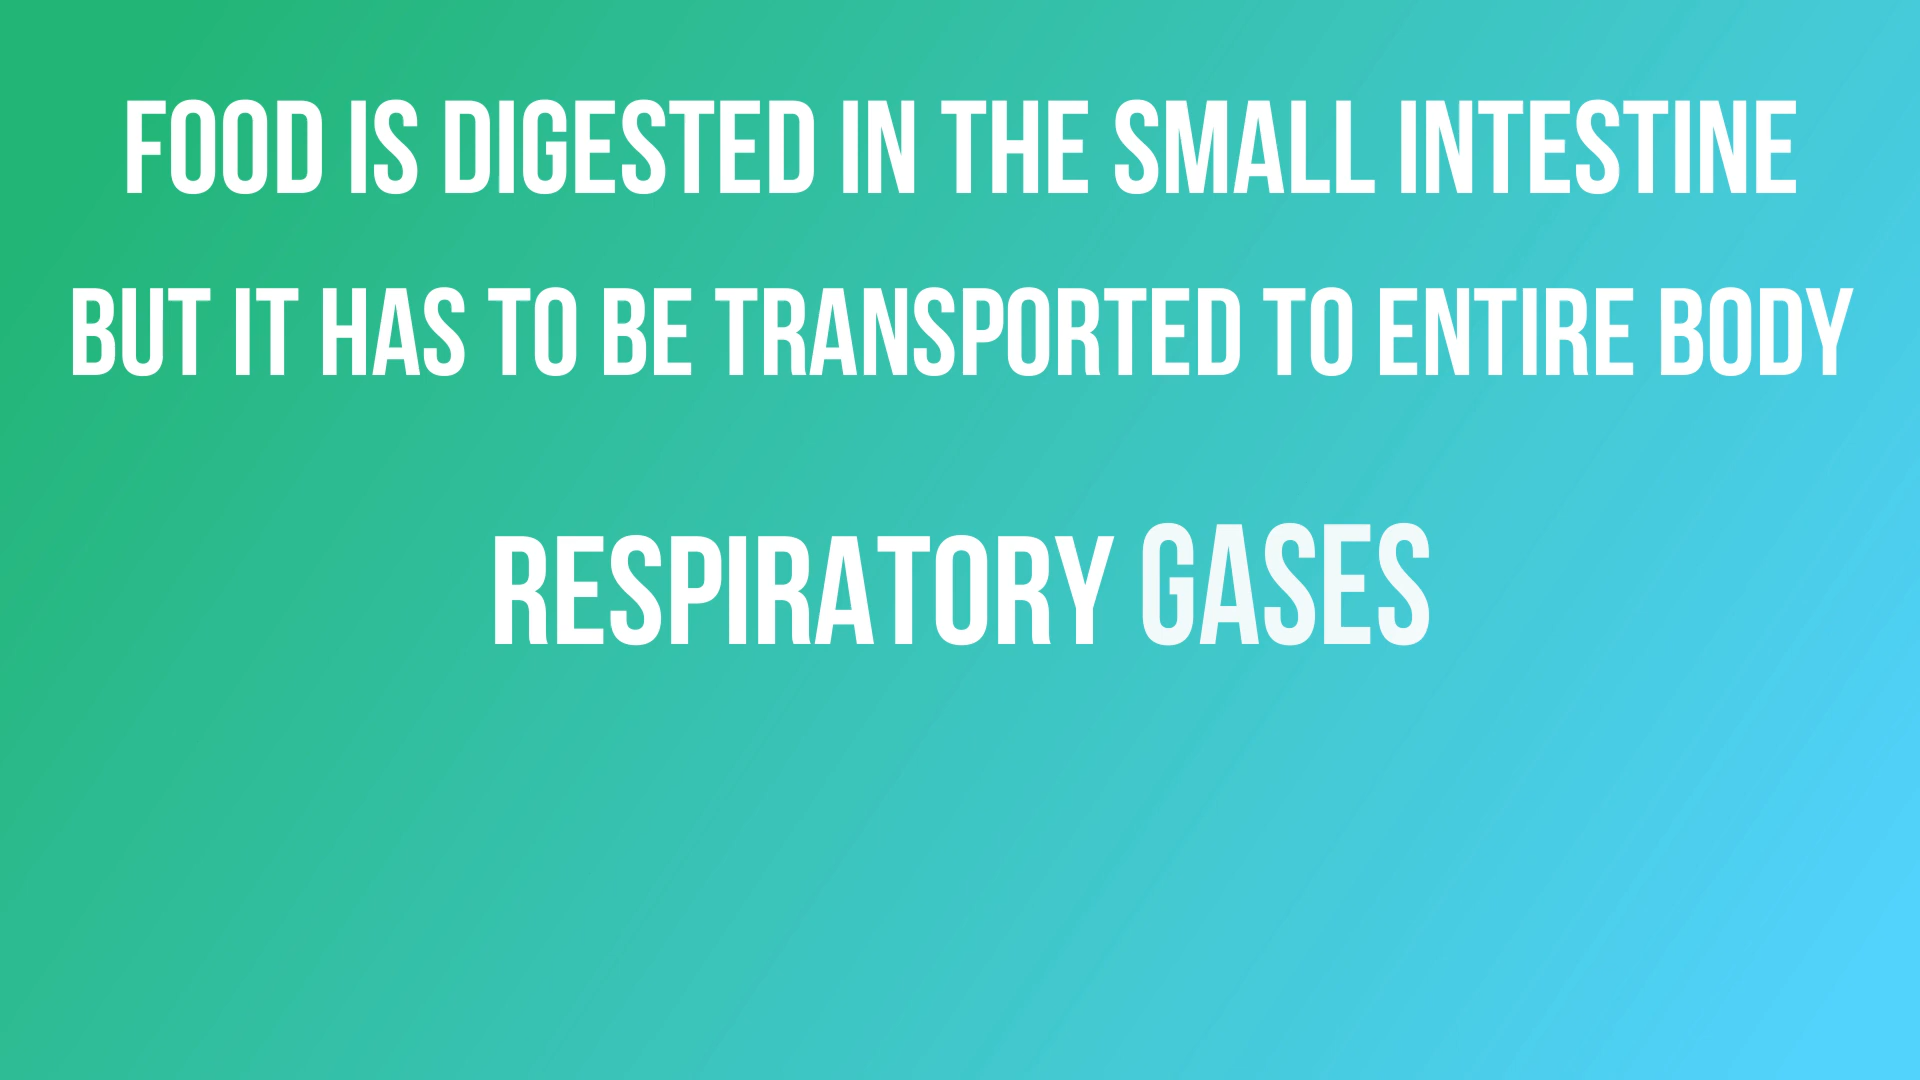 FOOD IS DIGESTED IN THE SMALL INTESTINE
BUT IT HAS TO BE TRANSPORTED TO ENTIRE BODY
RESPIRATORY GASES